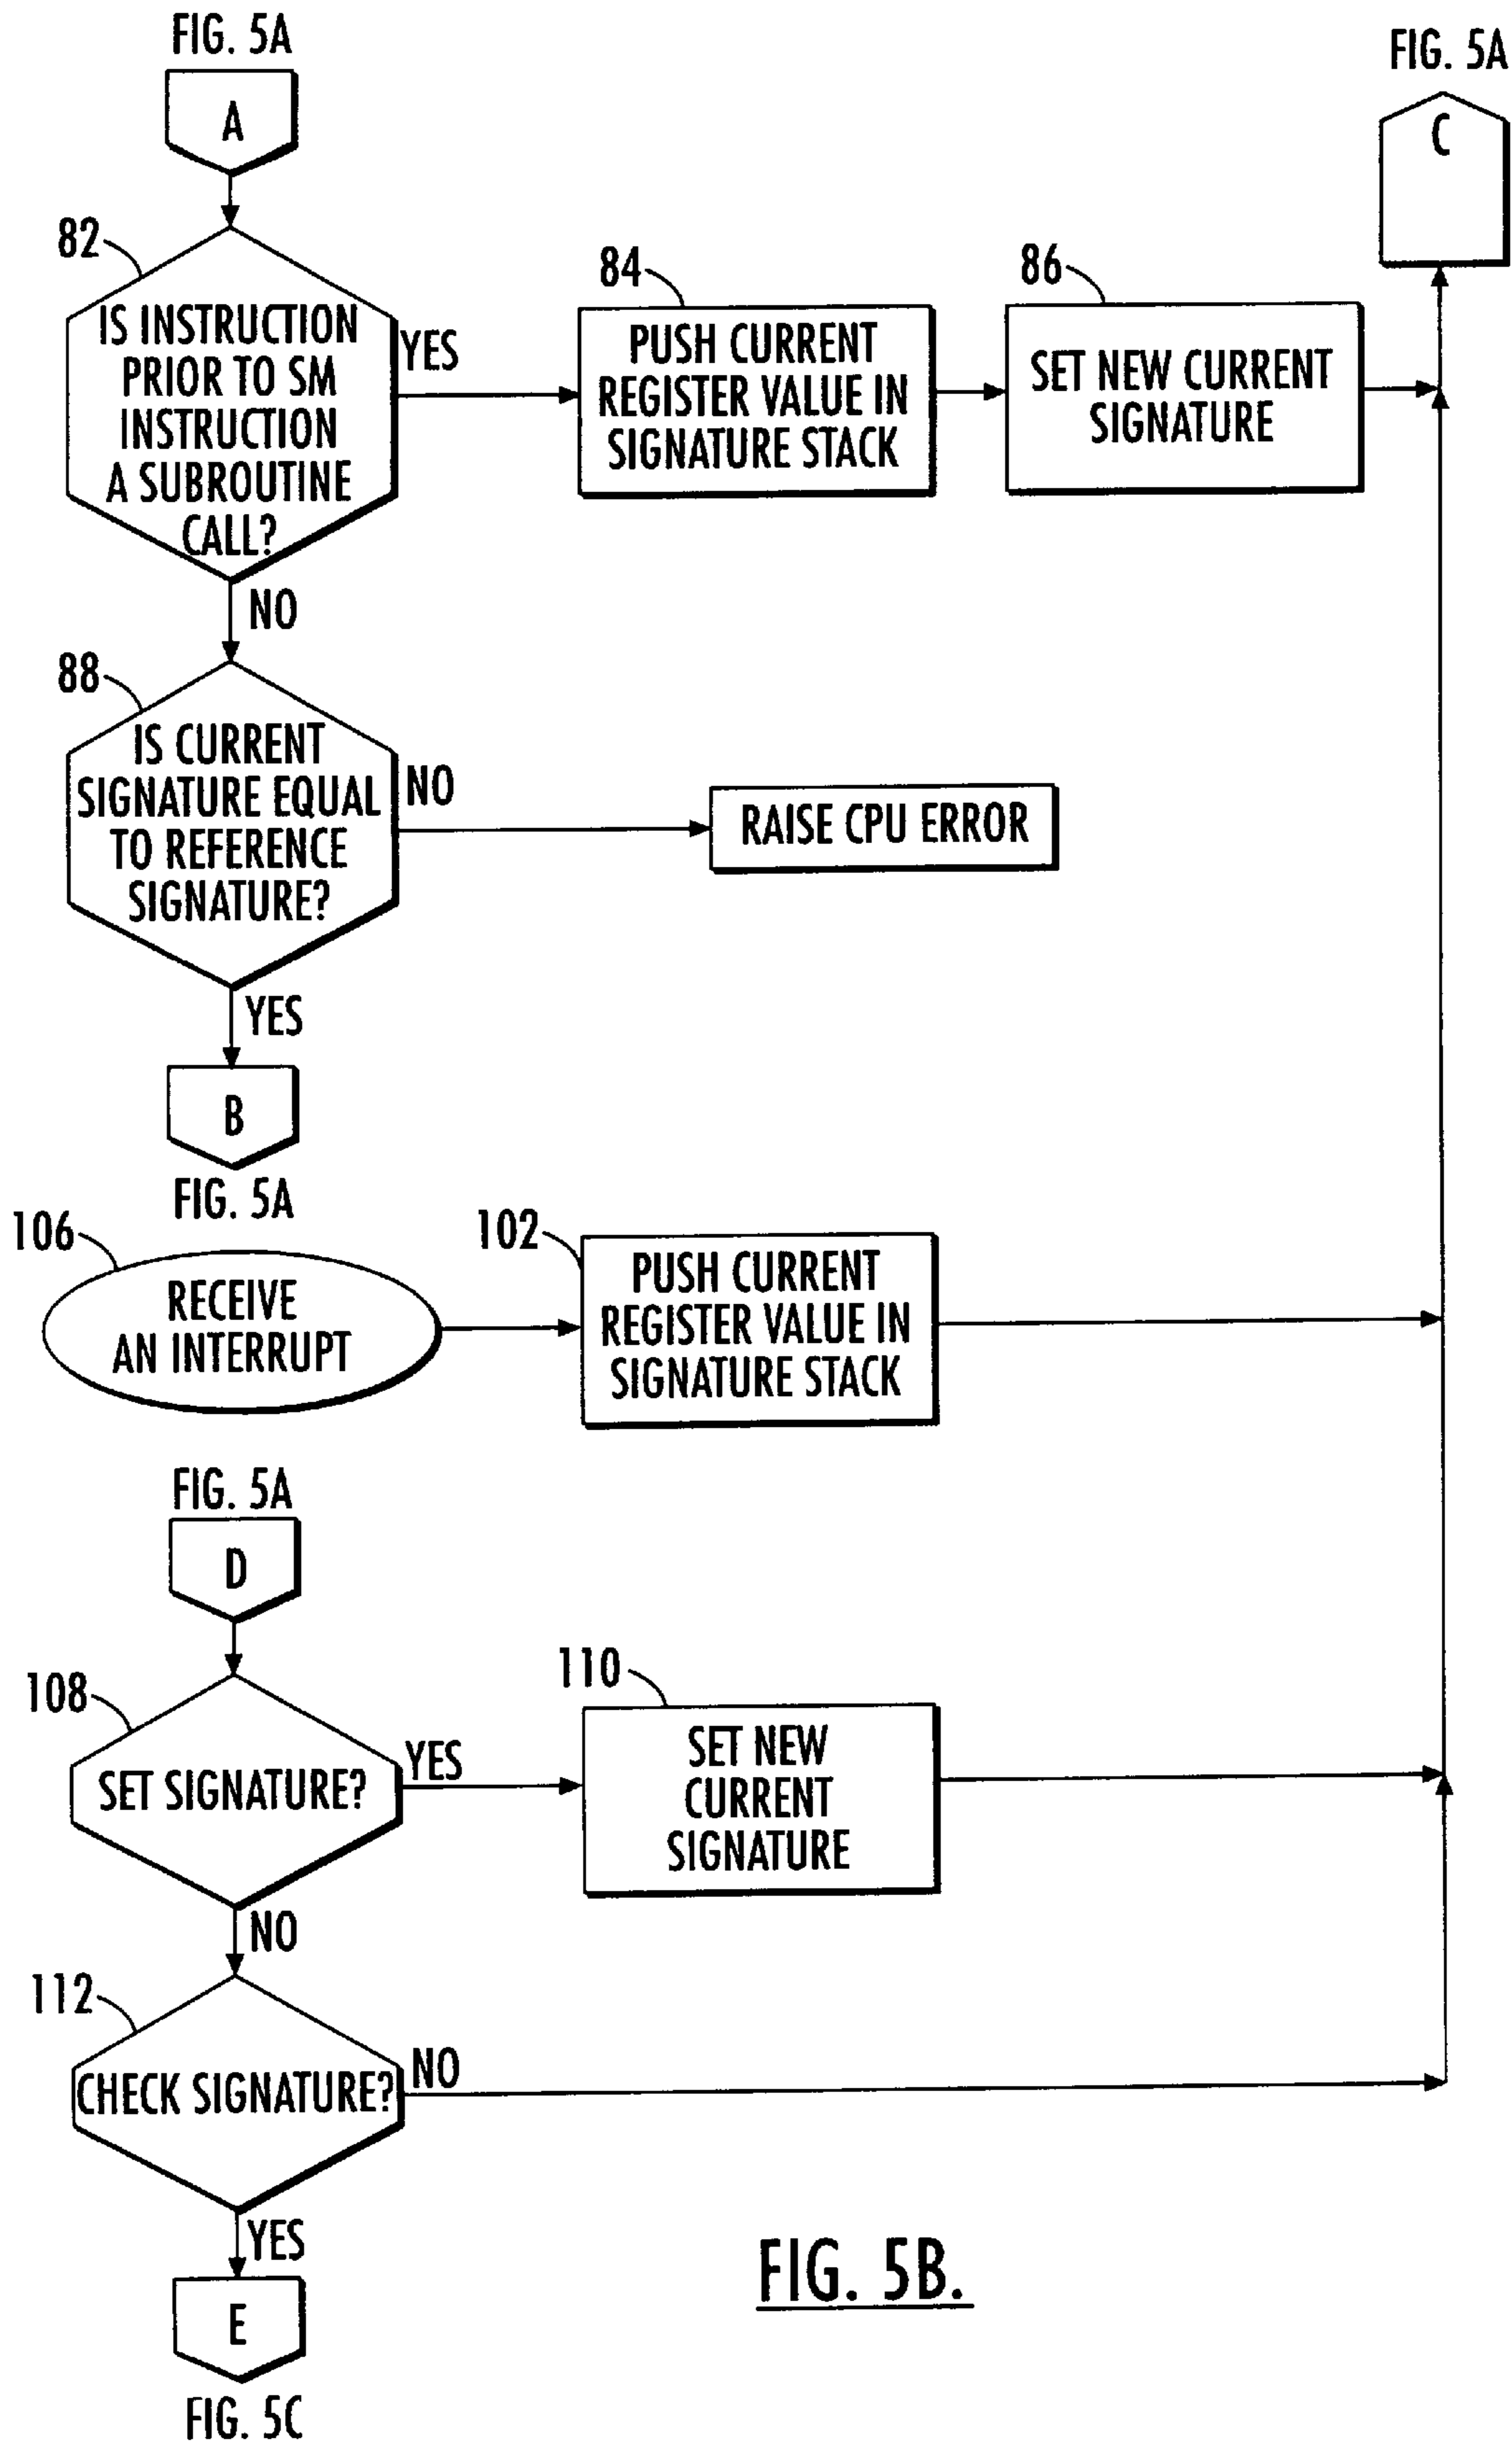 FIG. 5A
A
FIG. 5A
C
82
IS INSTRUCTION
PRIOR TO SM
INSTRUCTION
A SUBROUTINE
CALL?
YES
84
PUSH CURRENT
REGISTER VALUE IN
SIGNATURE STACK
86
SET NEW CURRENT
SIGNATURE
NO
88
IS CURRENT
SIGNATURE EQUAL
TO REFERENCE
SIGNATURE?
NO
RAISE CPU ERROR
YES
B
FIG. 5A
106
RECEIVE
AN INTERRUPT
102
PUSH CURRENT
REGISTER VALUE IN
SIGNATURE STACK
FIG. 5A
D
108
SET SIGNATURE?
YES
110
SET NEW
CURRENT
SIGNATURE
NO
112
CHECK SIGNATURE?
NO
YES
E
FIG. 5C
FIG. 5B.